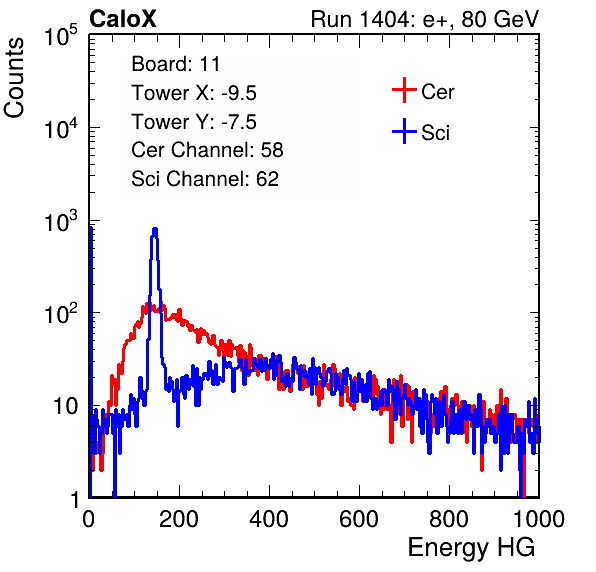 CaloX Run 1404: e+, 80 GeV
Counts
10^5
10^4
10^3
10^2
10
1
Board: 11
Tower X: -9.5
Tower Y: -7.5
Cer Channel: 58
Sci Channel: 62
Cer
Sci
0 200 400 600 800 1000
Energy HG